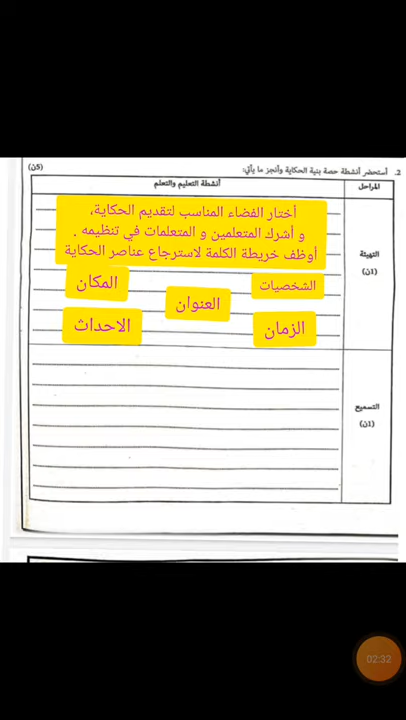 2. أستحضر أنشطة حصة بنية الحكاية وأنجز ما يأتي:
(5ن)
المراحل
أنشطة التعليم والتعلم
التهيئة
(1ن)
أختار الفضاء المناسب لتقديم الحكاية،
و أشرك المتعلمين و المتعلمات في تنظيمه .
أوظف خريطة الكلمة لاسترجاع عناصر الحكاية
الشخصيات
المكان
العنوان
الزمان
الاحداث
التسميع
(1ن)
02:32